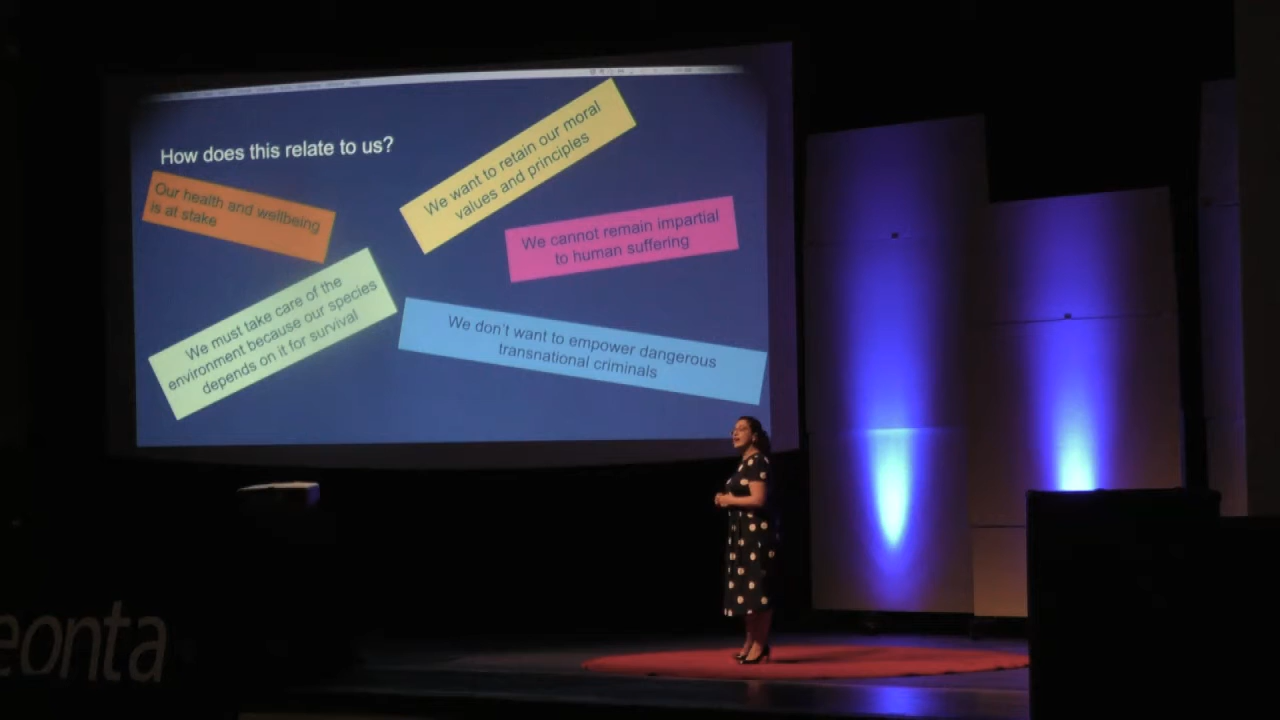 How does this relate to us?
Our health and wellbeing
is at stake
We want to retain our moral
values and principles
We cannot remain impartial
to human suffering
We must take care of the
environment because our species
depends on it for survival
We don't want to empower dangerous
transnational criminals
eonta